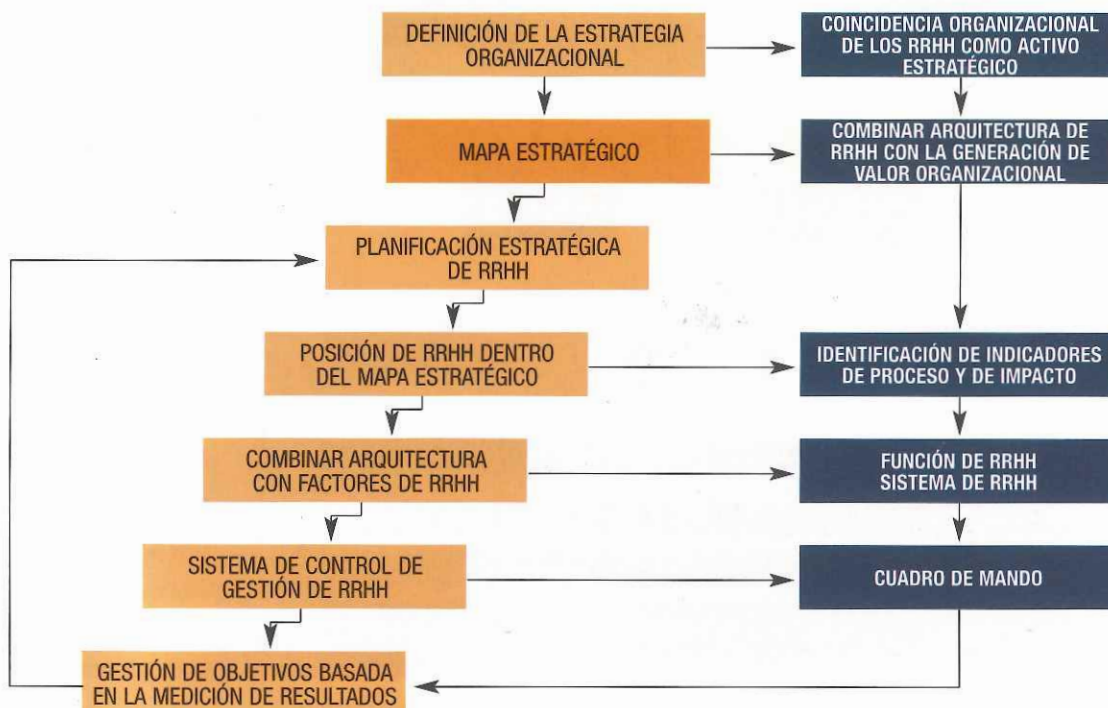 DEFINICIÓN DE LA ESTRATEGIA
ORGANIZACIONAL
COINCIDENCIA ORGANIZACIONAL
DE LOS RRHH COMO ACTIVO
ESTRATÉGICO
MAPA ESTRATÉGICO
COMBINAR ARQUITECTURA DE
RRHH CON LA GENERACIÓN DE
VALOR ORGANIZACIONAL
PLANIFICACIÓN ESTRATÉGICA
DE RRHH
POSICIÓN DE RRHH DENTRO
DEL MAPA ESTRATÉGICO
IDENTIFICACIÓN DE INDICADORES
DE PROCESO Y DE IMPACTO
COMBINAR ARQUITECTURA
CON FACTORES DE RRHH
FUNCIÓN DE RRHH
SISTEMA DE RRHH
SISTEMA DE CONTROL DE
GESTIÓN DE RRHH
CUADRO DE MANDO
GESTIÓN DE OBJETIVOS BASADA
EN LA MEDICIÓN DE RESULTADOS